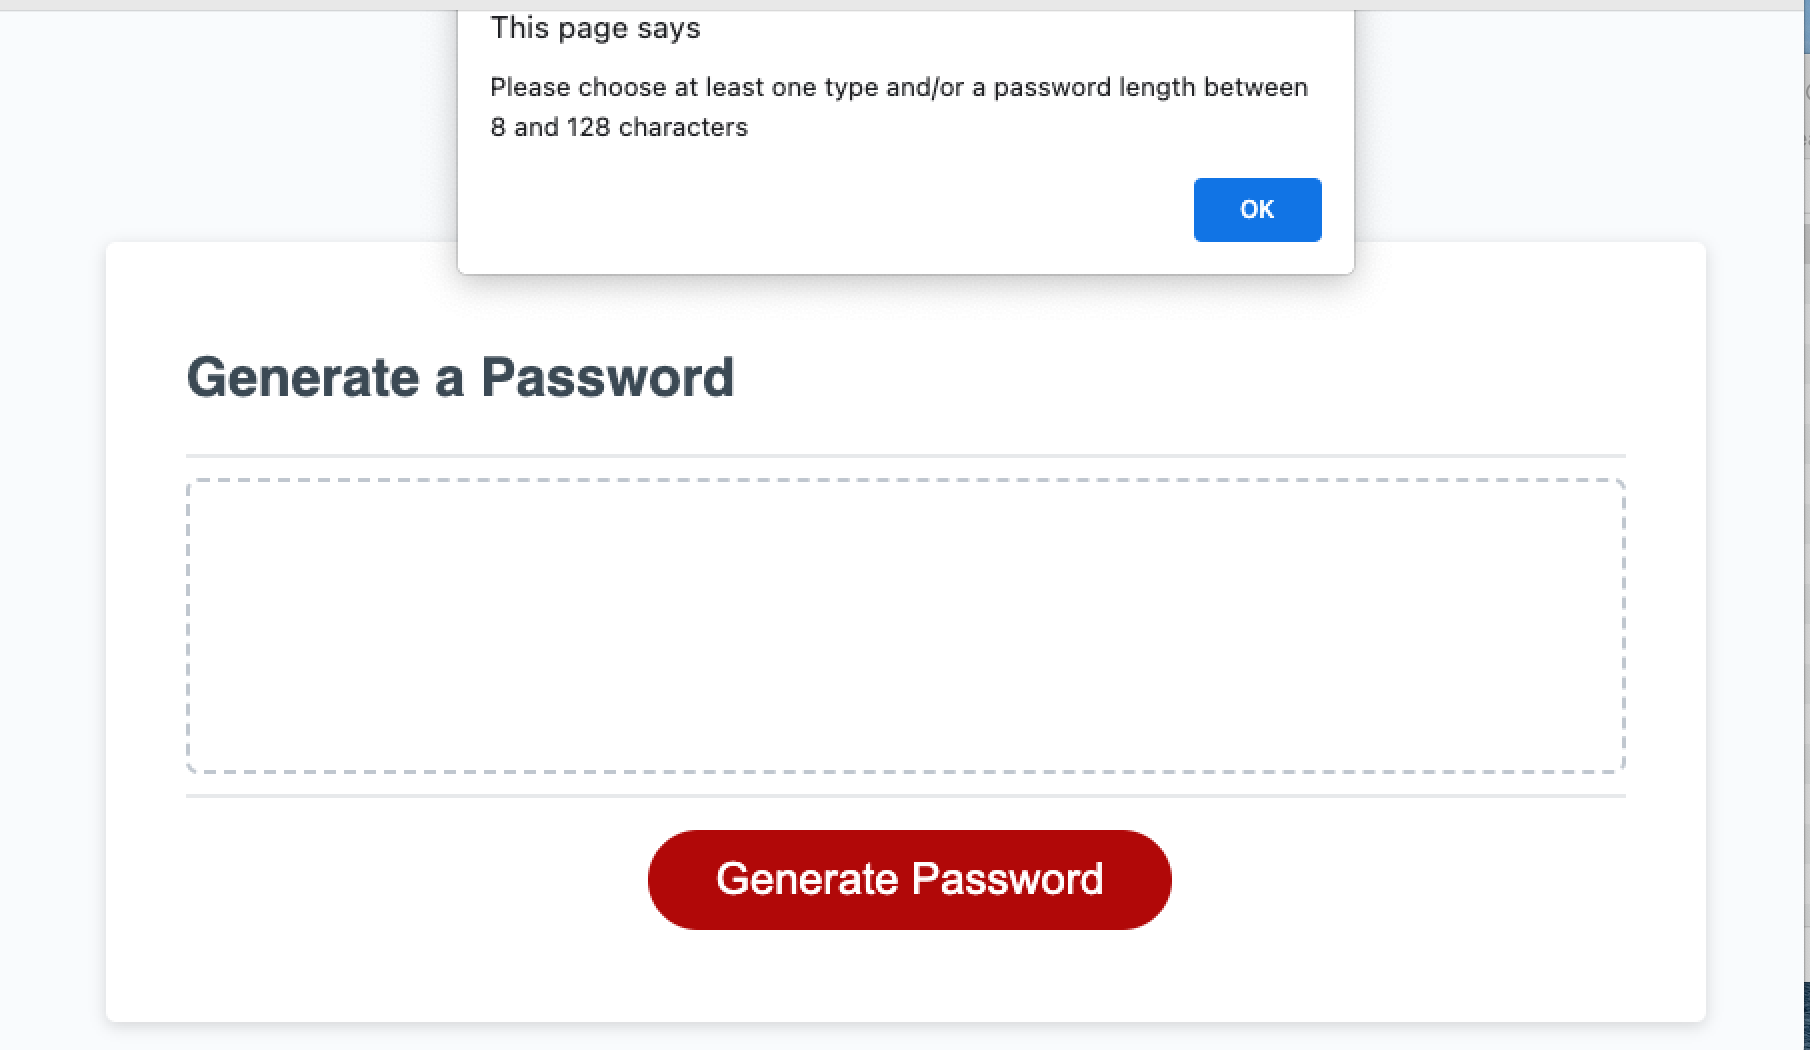 This page says
Please choose at least one type and/or a password length between
8 and 128 characters
OK
Generate a Password
Generate Password